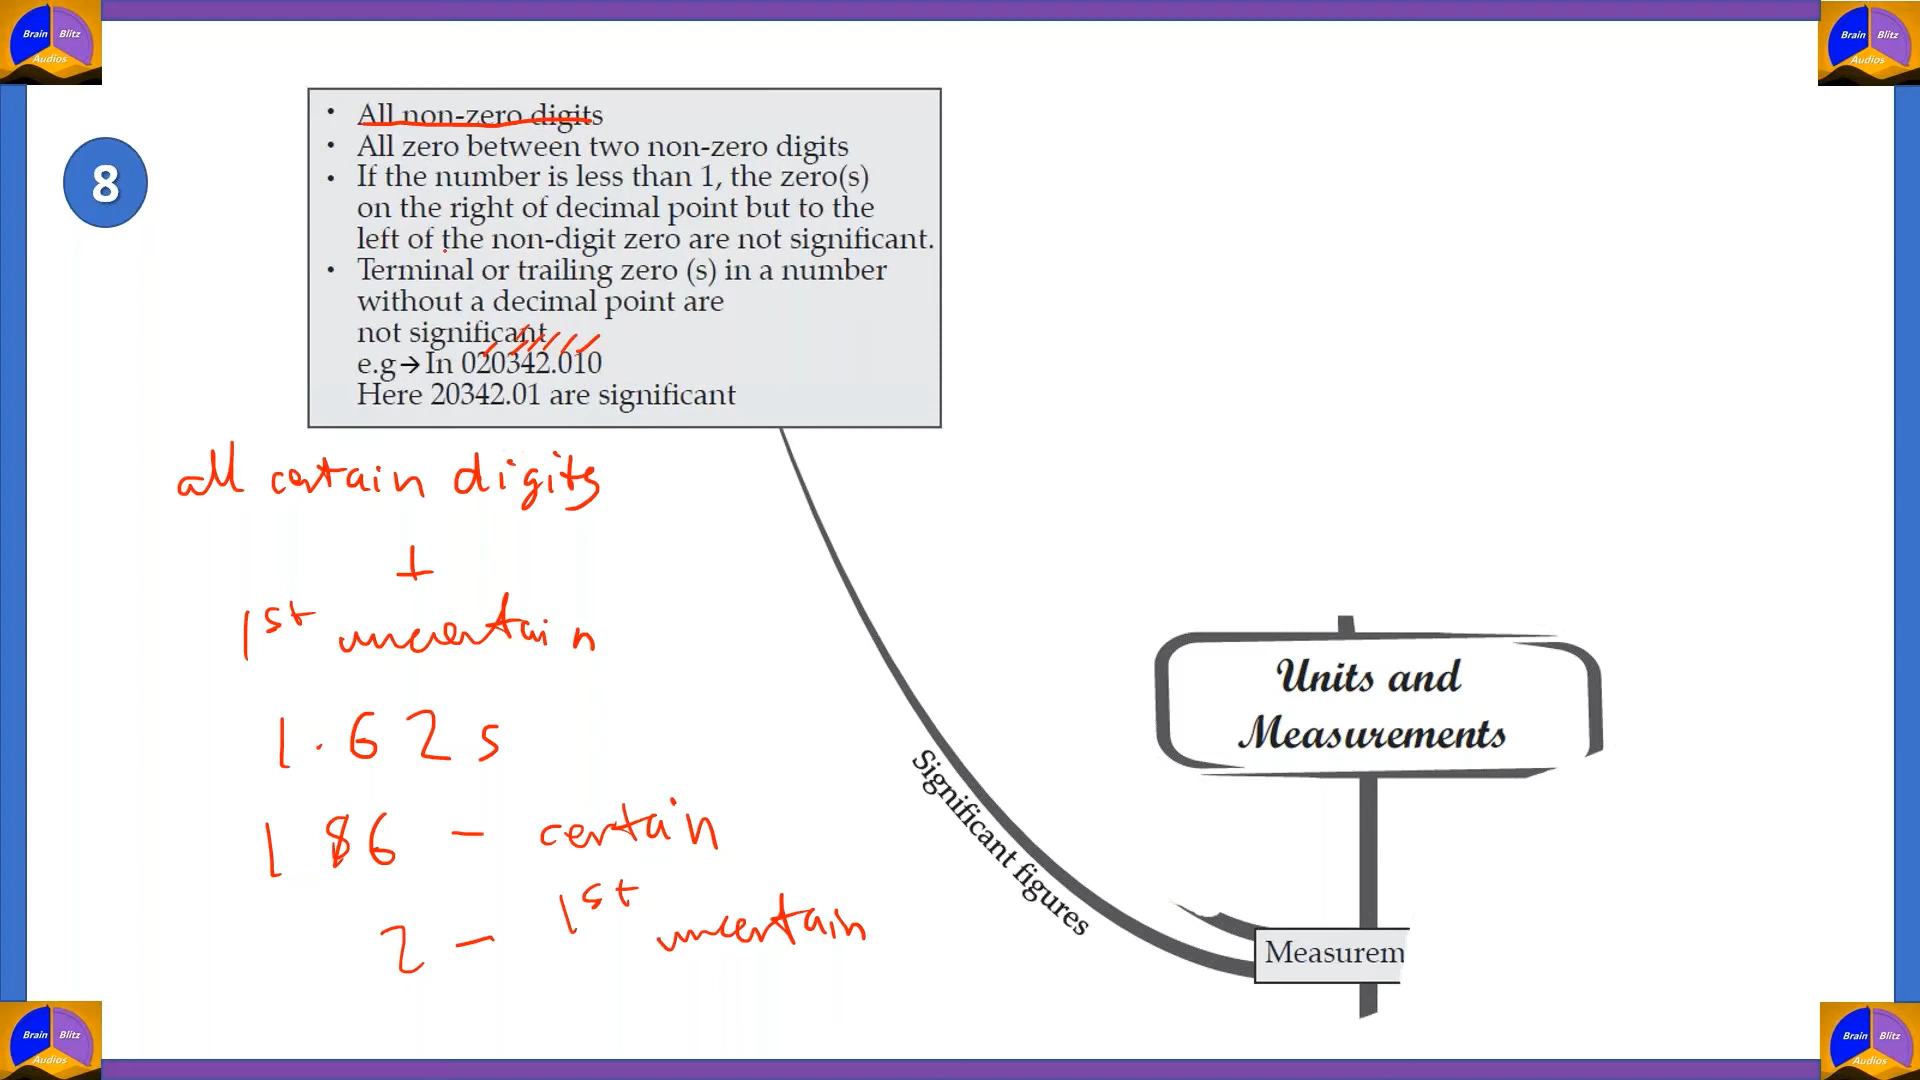 Brain Blitz
Audios
Brain Blitz
Audios
8
• All non-zero digits
• All zero between two non-zero digits
• If the number is less than 1, the zero(s)
on the right of decimal point but to the
left of the non-digit zero are not significant.
• Terminal or trailing zero (s) in a number
without a decimal point are
not significant
e.g→In 020342.010
Here 20342.01 are significant
all certain digits
+
1st uncertain
1.62 s
1 86 – certain
2 – 1st uncertain
Significant figures
Units and
Measurements
Measurem
Brain Blitz
Audios
Brain Blitz
Audios